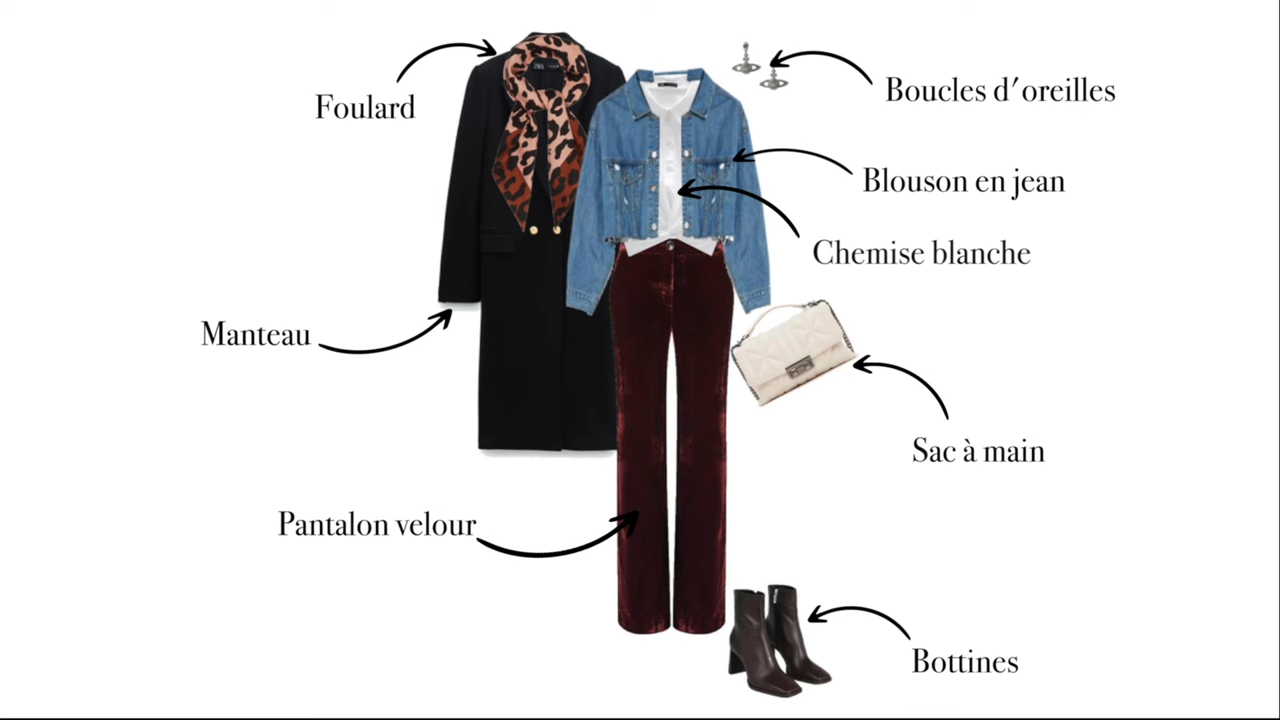 Foulard
Boucles d'oreilles
Blouson en jean
Chemise blanche
Manteau
Sac à main
Pantalon velour
Bottines